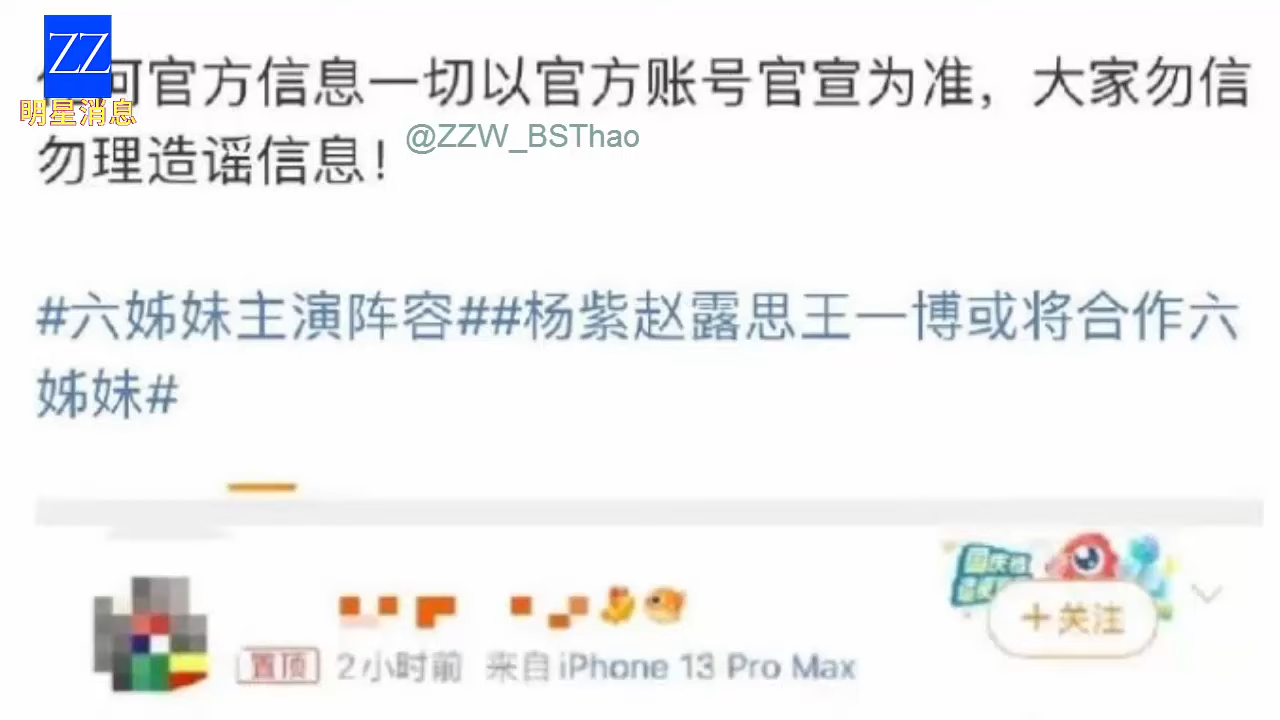 ZZ
明星消息
何官方信息一切以官方账号官宣为准，大家勿信
勿理造谣信息！
@ZZW_BSThao
#六姊妹主演阵容##杨紫赵露思王一博或将合作六
姊妹#
置顶 2小时前 来自iPhone 13 Pro Max
+关注